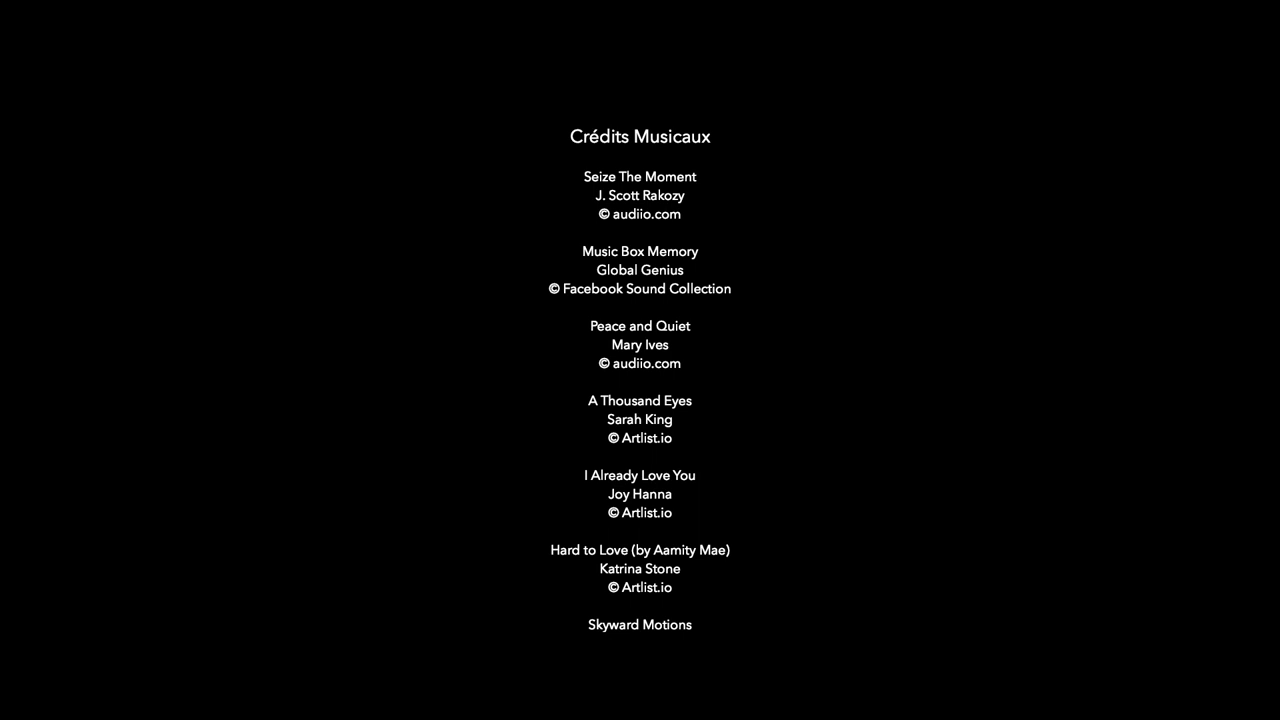 Crédits Musicaux
Seize The Moment
J. Scott Rakozy
© audiio.com
Music Box Memory
Global Genius
© Facebook Sound Collection
Peace and Quiet
Mary Ives
© audiio.com
A Thousand Eyes
Sarah King
© Artlist.io
I Already Love You
Joy Hanna
© Artlist.io
Hard to Love (by Aamity Mae)
Katrina Stone
© Artlist.io
Skyward Motions